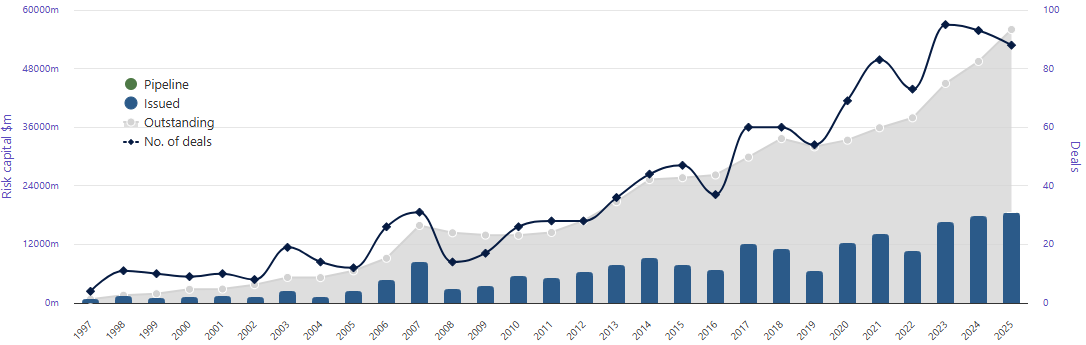 60000m
48000m
36000m
24000m
12000m
0m
Risk capital $m
Pipeline
Issued
Outstanding
No. of deals
100
80
60
40
20
0
Deals
1997 1998 1999 2000 2001 2002 2003 2004 2005 2006 2007 2008 2009 2010 2011 2012 2013 2014 2015 2016 2017 2018 2019 2020 2021 2022 2023 2024 2025